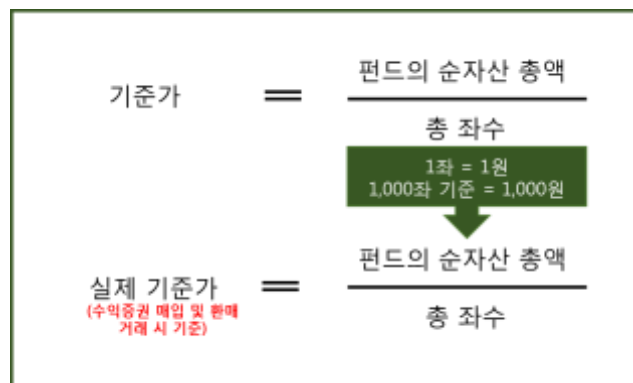 펀드의 순자산 총액
기준가 =
총 좌수
1좌 = 1원
1,000좌 기준 = 1,000원
펀드의 순자산 총액
실제 기준가 =
(수익증권 매입 및 환매
거래 시 기준)
총 좌수